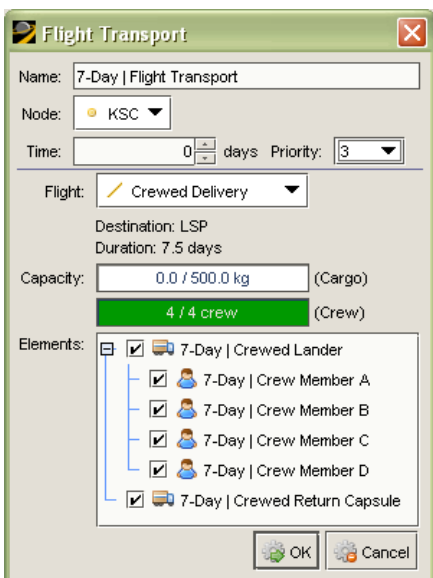 Flight Transport
Name: 7-Day | Flight Transport
Node: KSC
Time: 0 days Priority: 3
Flight: Crewed Delivery
Destination: LSP
Duration: 7.5 days
Capacity: 0.0 / 500.0 kg (Cargo)
4 / 4 crew (Crew)
Elements: 7-Day | Crewed Lander
7-Day | Crew Member A
7-Day | Crew Member B
7-Day | Crew Member C
7-Day | Crew Member D
7-Day | Crewed Return Capsule
OK Cancel